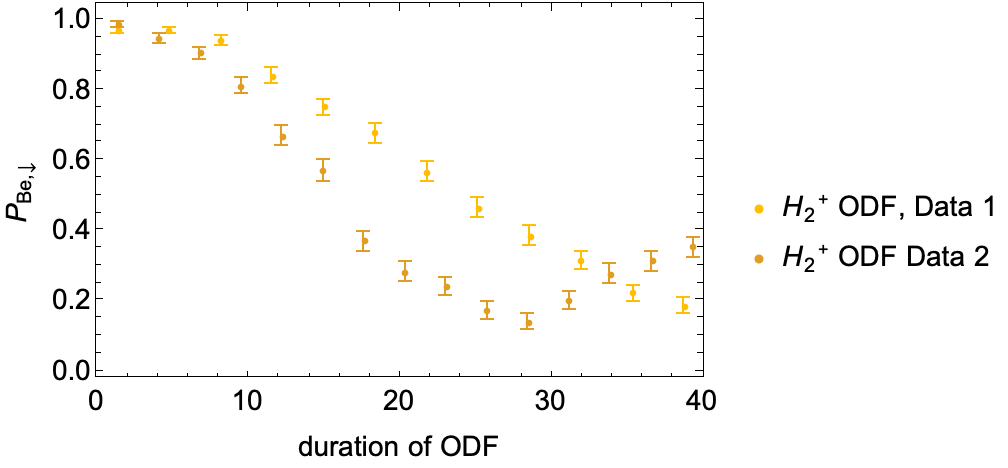 1.0
0.8
0.6
0.4
0.2
0.0
P_Be,↓
0 10 20 30 40
duration of ODF
H₂⁺ ODF, Data 1
H₂⁺ ODF Data 2